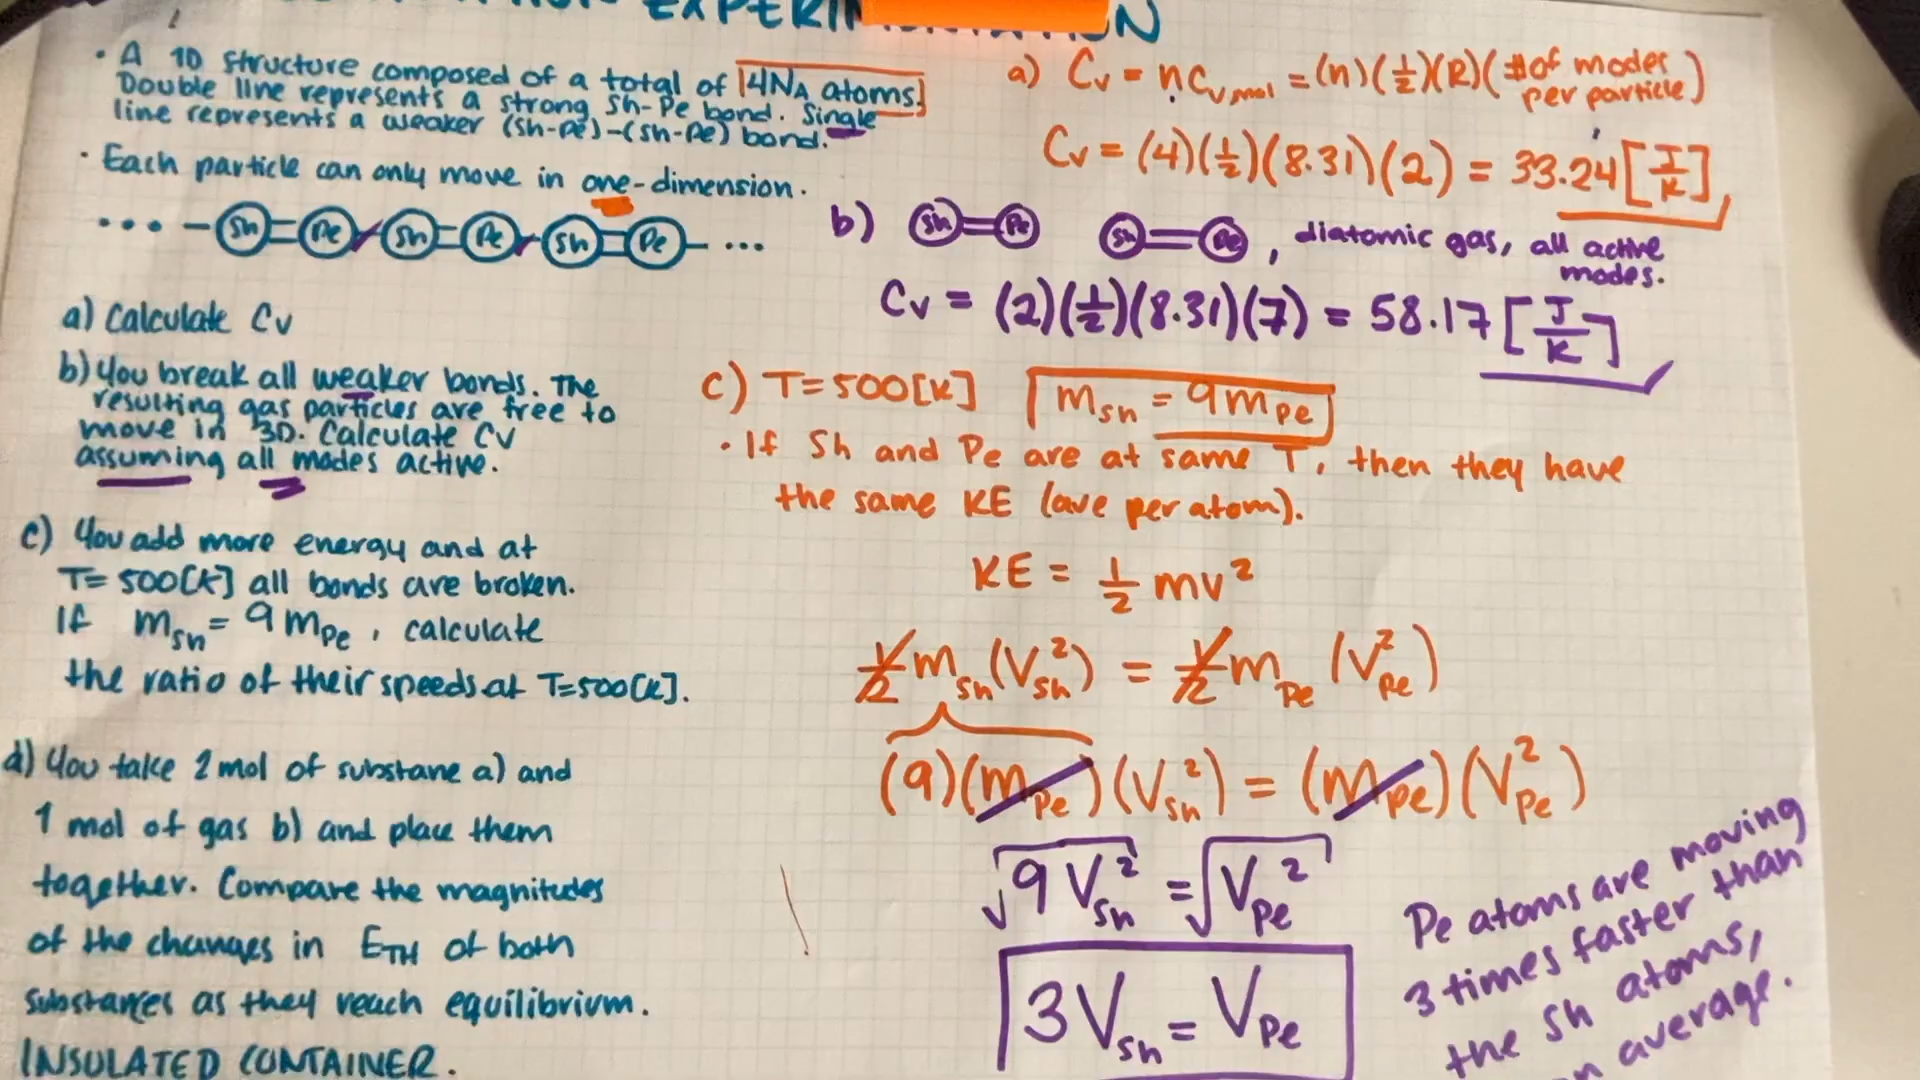 EXPERIM
N
• A 1D structure composed of a total of 4NA atoms.
Double line represents a strong Sh-Pe bond. Single
line represents a weaker (Sh-Pe)-(Sh-Pe) bond.
• Each particle can only move in one-dimension.
... - Sh = Pe - Sh = Pe - Sh = Pe - ...
a) Calculate Cv
b) You break all weaker bonds. The
resulting gas particles are free to
move in 3D. Calculate Cv
assuming all modes active.
c) You add more energy and at
T= 500[K] all bonds are broken.
If mSh = 9 mPe, calculate
the ratio of their speeds at T=500[K].
d) You take 1 mol of substane a) and
1 mol of gas b) and place them
together. Compare the magnitudes
of the changes in ETH of both
substances as they reach equilibrium.
INSULATED CONTAINER.
a) Cv = nCv,mol = (n)(1/2)(R)(# of modes
per particle)
Cv = (4)(1/2)(8.31)(2) = 33.24 [J/K]
b) Sh = Pe Sh = Pe, diatomic gas, all active
modes.
Cv = (2)(1/2)(8.31)(7) = 58.17 [J/K]
c) T= 500[K] mSh = 9mPe
• If Sh and Pe are at same T, then they have
the same KE (ave per atom).
KE = 1/2 mv²
1/2 mSh (VSh²) = 1/2 mPe (VPe²)
(9)(mPe)(VSh²) = (mPe)(VPe²)
√9VSh² = √VPe²
3VSh = VPe
Pe atoms are moving
3 times faster than
the Sh atoms,
average.